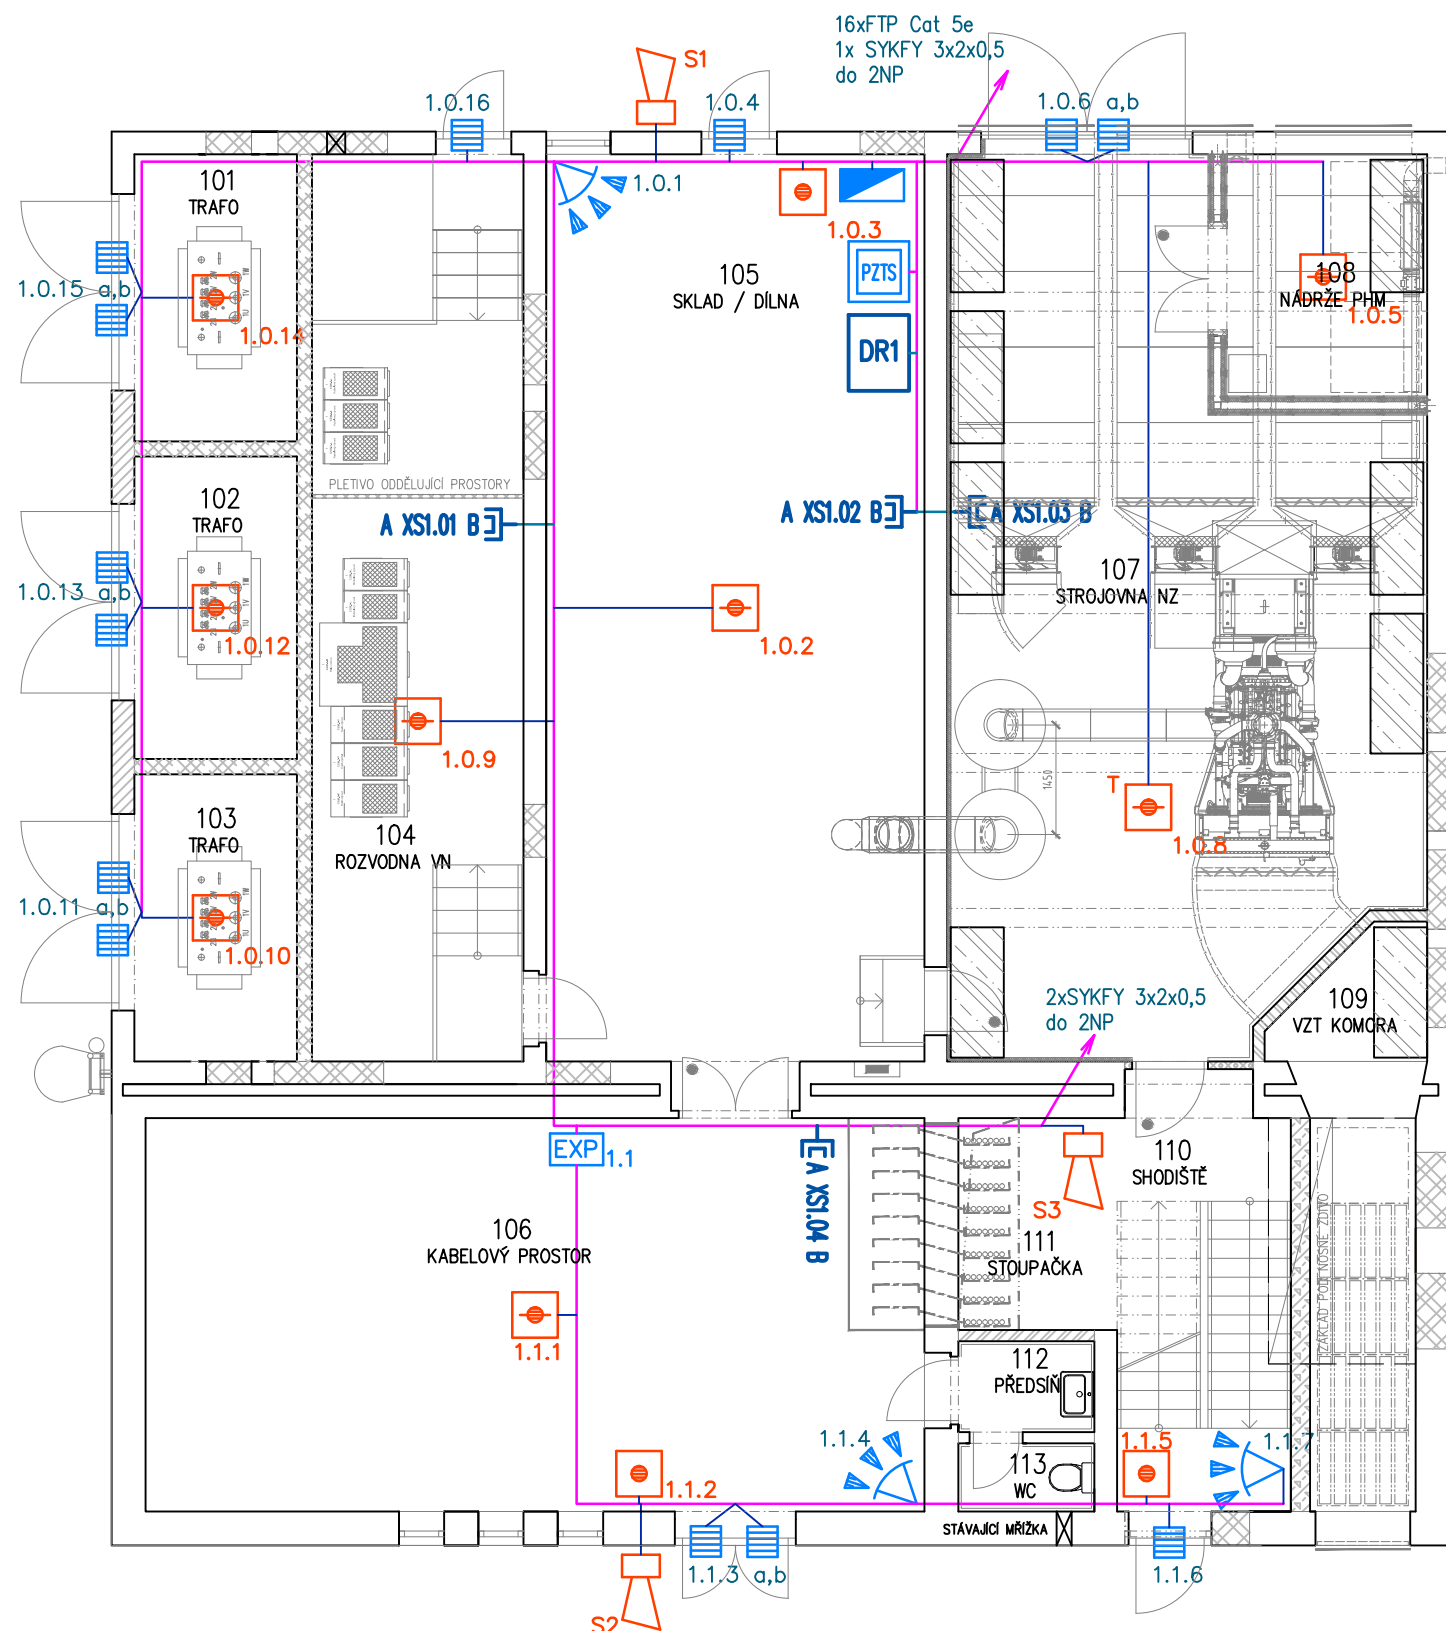 16xFTP Cat 5e
1x SYKFY 3x2x0,5
do 2NP
S1
1.0.16
1.0.4
1.0.6 a,b
101
TRAFO
1.0.1
1.0.3
PZTS
105
SKLAD / DÍLNA
108
NÁDRŽE PHM
1.0.5
1.0.15 a,b
1.0.14
DR1
PLETIVO ODDĚLUJÍCÍ PROSTORY
102
TRAFO
A XS1.01 B
A XS1.02 B
A XS1.03 B
107
STROJOVNA NZ
1.0.13 a,b
1.0.12
1.0.2
1.0.9
1450
T
1.0.8
103
TRAFO
104
ROZVODNA VN
1.0.11 a,b
1.0.10
2xSYKFY 3x2x0,5
do 2NP
109
VZT KOMORA
EXP
1.1
A XS1.04 B
S3
110
SHODIŠTĚ
106
KABELOVÝ PROSTOR
111
STOUPAČKA
ZÁKLAD POD NOSNÉ ZDIVO
1.1.1
112
PŘEDSÍŇ
1.1.4
1.1.5
1.1.7
1.1.2
113
WC
STÁVAJÍCÍ MŘÍŽKA
1.1.3 a,b
1.1.6
S2